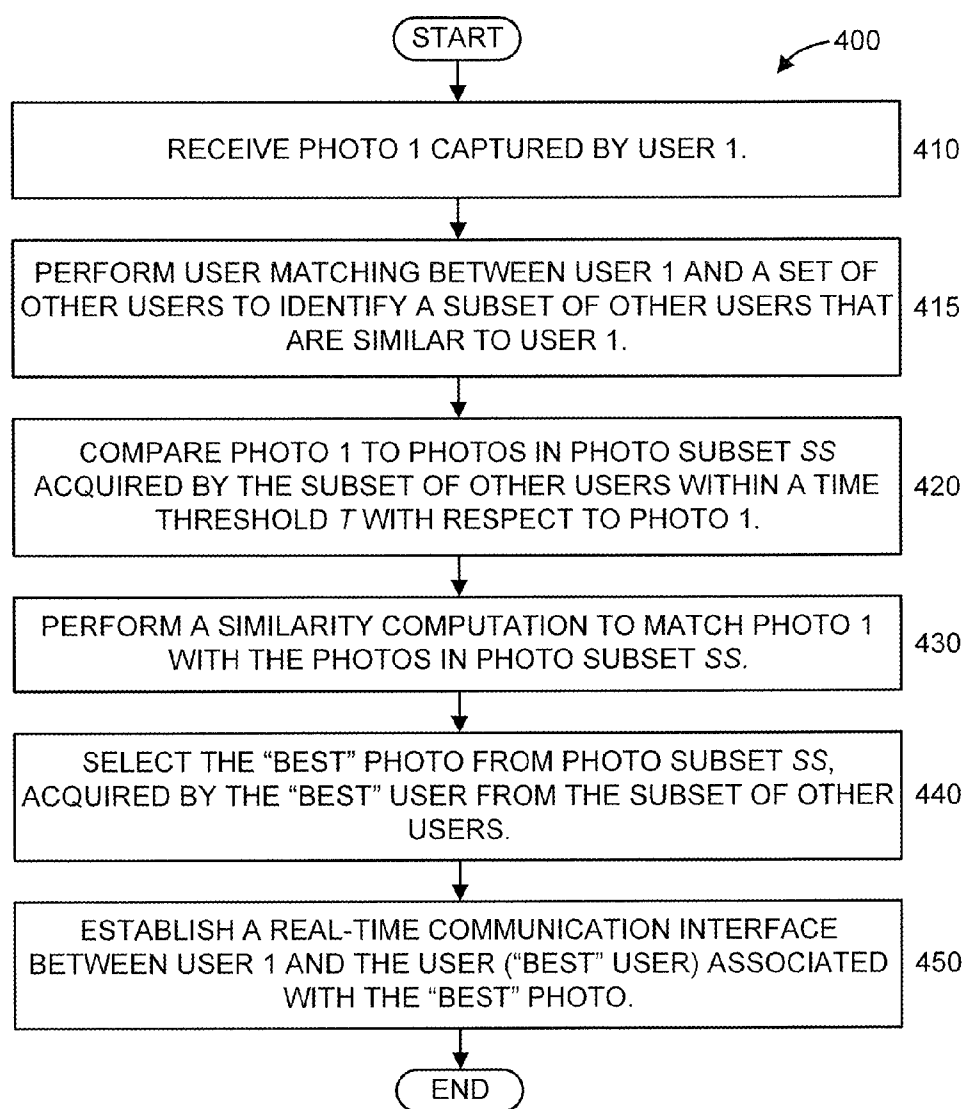 START
400
RECEIVE PHOTO 1 CAPTURED BY USER 1.
410
PERFORM USER MATCHING BETWEEN USER 1 AND A SET OF
OTHER USERS TO IDENTIFY A SUBSET OF OTHER USERS THAT
ARE SIMILAR TO USER 1.
415
COMPARE PHOTO 1 TO PHOTOS IN PHOTO SUBSET SS
ACQUIRED BY THE SUBSET OF OTHER USERS WITHIN A TIME
THRESHOLD T WITH RESPECT TO PHOTO 1.
420
PERFORM A SIMILARITY COMPUTATION TO MATCH PHOTO 1
WITH THE PHOTOS IN PHOTO SUBSET SS.
430
SELECT THE “BEST” PHOTO FROM PHOTO SUBSET SS,
ACQUIRED BY THE “BEST” USER FROM THE SUBSET OF OTHER
USERS.
440
ESTABLISH A REAL-TIME COMMUNICATION INTERFACE
BETWEEN USER 1 AND THE USER (“BEST” USER) ASSOCIATED
WITH THE “BEST” PHOTO.
450
END